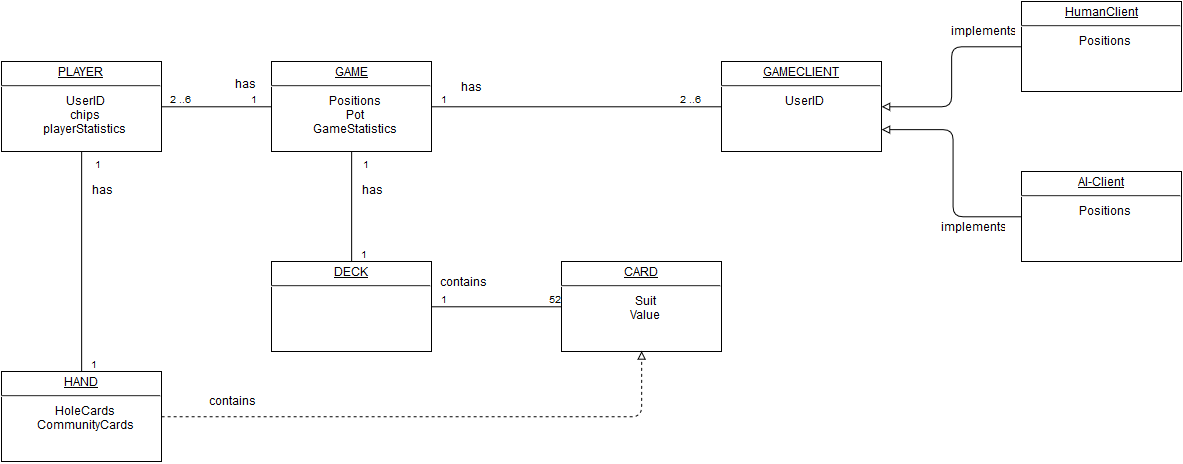 HumanClient
implements
Positions
PLAYER
has
GAME
has
GAMECLIENT
UserID
chips
playerStatistics
2 ..6
1
Positions
Pot
GameStatistics
1
2 ..6
UserID
1
has
1
has
AI-Client
Positions
implements
1
DECK
contains
1
52
CARD
Suit
Value
1
HAND
HoleCards
CommunityCards
contains